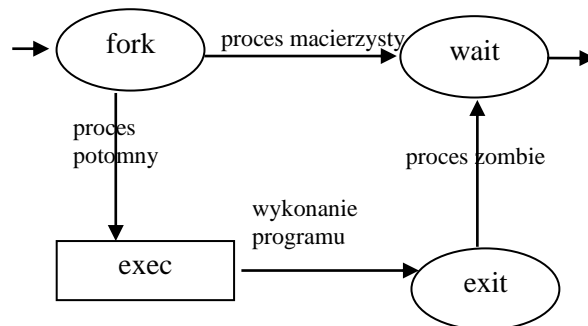 fork
proces macierzysty
wait
proces
potomny
proces zombie
wykonanie
programu
exec
exit